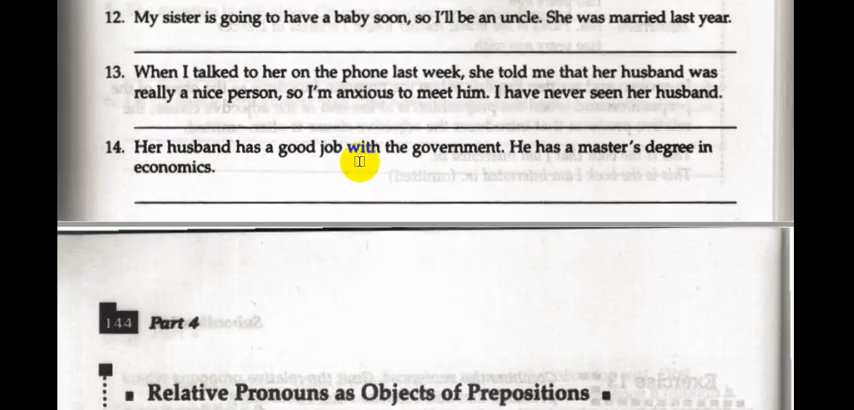 12. My sister is going to have a baby soon, so I'll be an uncle. She was married last year.
13. When I talked to her on the phone last week, she told me that her husband was
really a nice person, so I'm anxious to meet him. I have never seen her husband.
14. Her husband has a good job with the government. He has a master's degree in
economics.
144 Part 4
▪ Relative Pronouns as Objects of Prepositions ▪